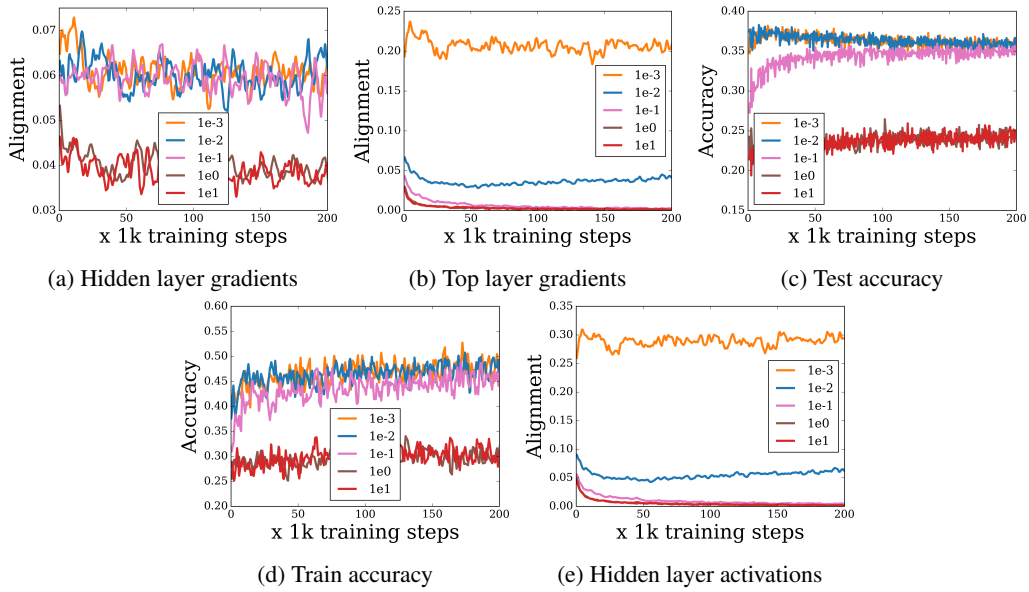 Alignment
0.07
0.06
0.05
0.04
0.03
0 50 100 150 200
x 1k training steps
1e-3
1e-2
1e-1
1e0
1e1
(a) Hidden layer gradients
Alignment
0.25
0.20
0.15
0.10
0.05
0.00
0 50 100 150 200
x 1k training steps
1e-3
1e-2
1e-1
1e0
1e1
(b) Top layer gradients
Accuracy
0.40
0.35
0.30
0.25
0.20
0.15
0 50 100 150 200
x 1k training steps
1e-3
1e-2
1e-1
1e0
1e1
(c) Test accuracy
Accuracy
0.60
0.55
0.50
0.45
0.40
0.35
0.30
0.25
0.20
0 50 100 150 200
x 1k training steps
1e-3
1e-2
1e-1
1e0
1e1
(d) Train accuracy
Alignment
0.35
0.30
0.25
0.20
0.15
0.10
0.05
0.00
0 50 100 150 200
x 1k training steps
1e-3
1e-2
1e-1
1e0
1e1
(e) Hidden layer activations